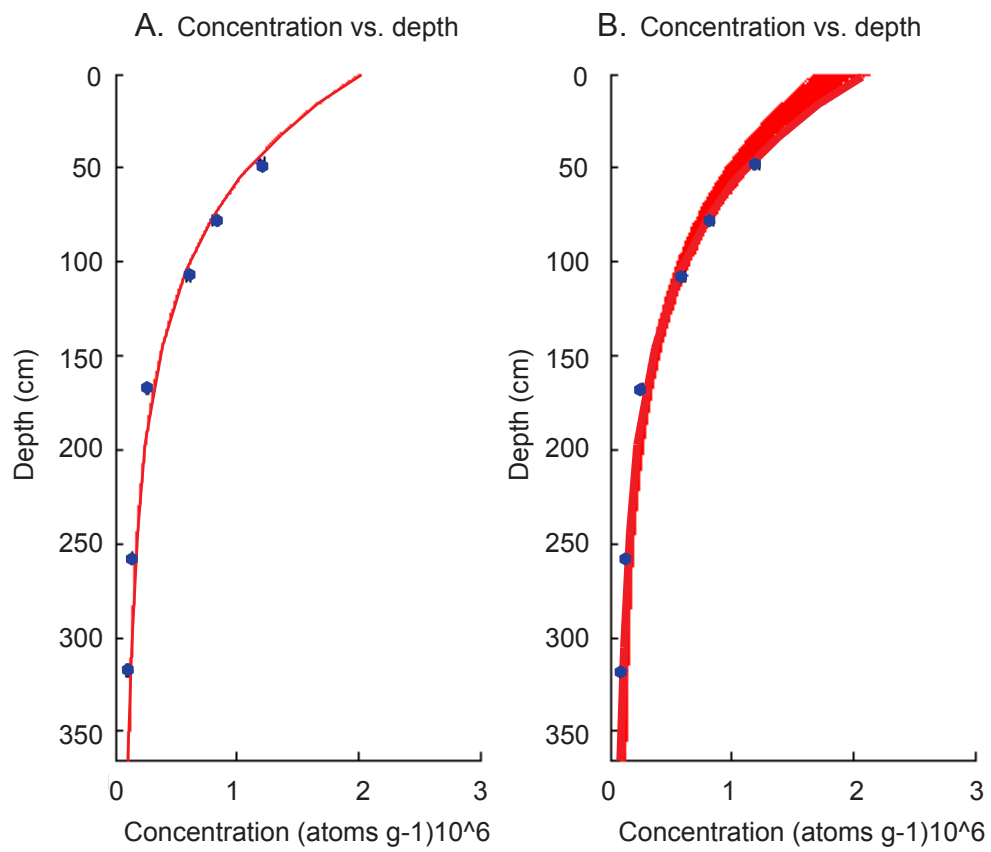 A. Concentration vs. depth
0
50
100
150
200
250
300
350
Depth (cm)
0 1 2 3
Concentration (atoms g-1)10^6
B. Concentration vs. depth
0
50
100
150
200
250
300
350
Depth (cm)
0 1 2 3
Concentration (atoms g-1)10^6